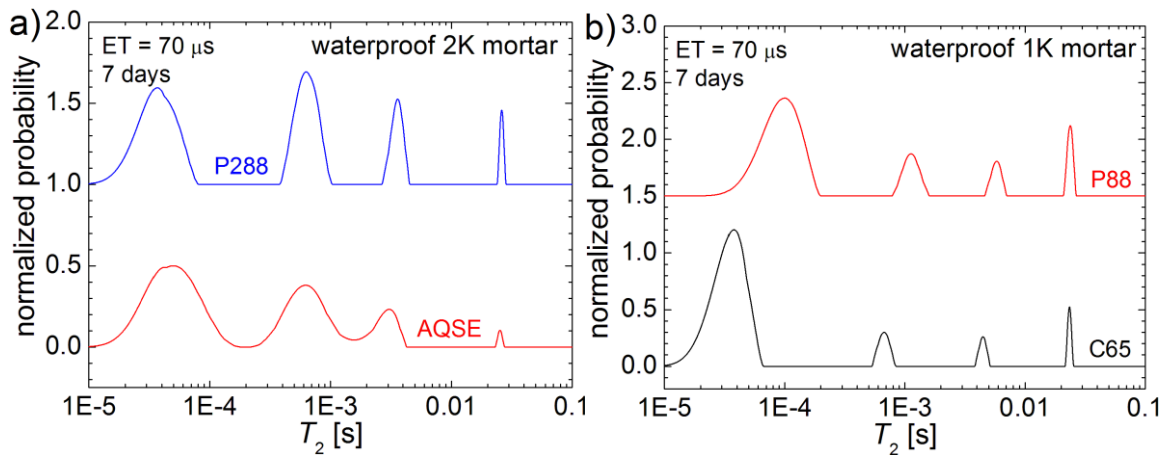 a)
ET = 70 μs
7 days
waterproof 2K mortar
normalized probability
2.0
1.5
1.0
0.5
0.0
P288
AQSE
1E-5 1E-4 1E-3 0.01 0.1
T2 [s]
b)
ET = 70 μs
7 days
waterproof 1K mortar
normalized probability
3.0
2.5
2.0
1.5
1.0
0.5
0.0
P88
C65
1E-5 1E-4 1E-3 0.01 0.1
T2 [s]